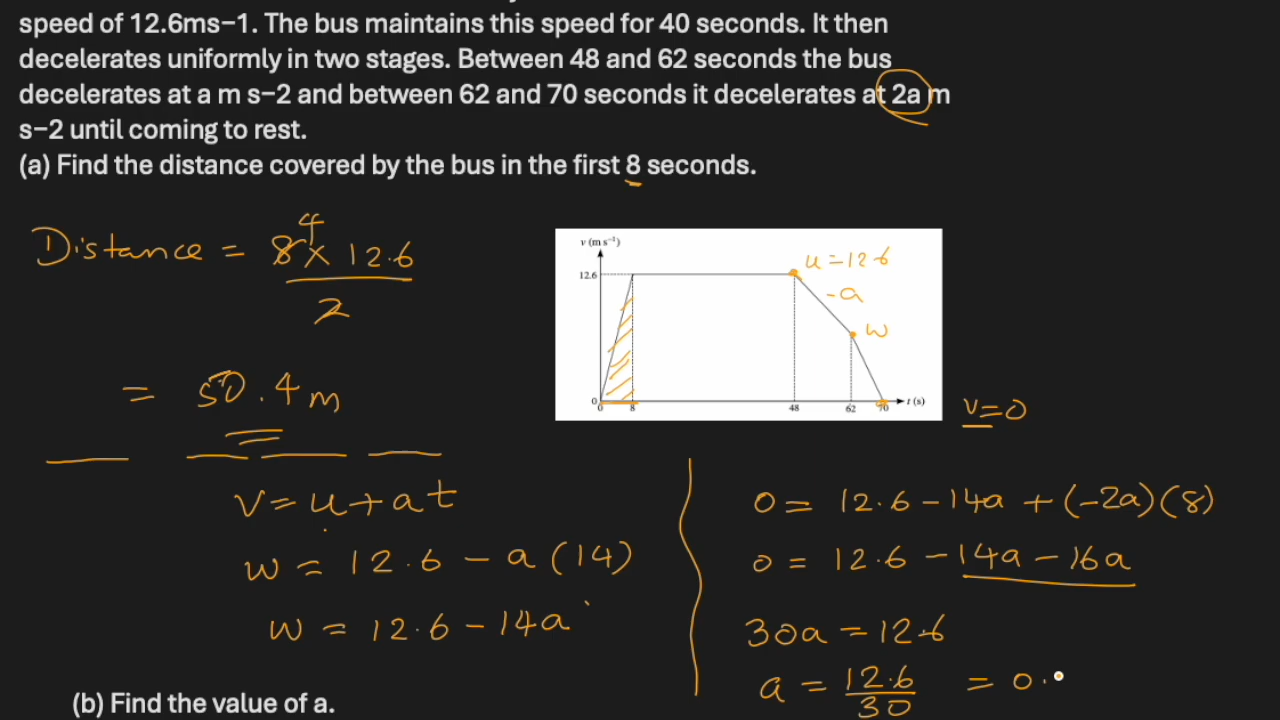 speed of 12.6ms−1. The bus maintains this speed for 40 seconds. It then
decelerates uniformly in two stages. Between 48 and 62 seconds the bus
decelerates at a m s−2 and between 62 and 70 seconds it decelerates at 2a m
s−2 until coming to rest.
(a) Find the distance covered by the bus in the first 8 seconds.
Distance = 8 4 × 12.6
2
= 50.4 m
v (m s⁻¹)
12.6
u = 12.6
-a
w
0
0 8 48 62 70 t (s)
v = 0
v = u + at
w = 12.6 - a (14)
w = 12.6 - 14a
0 = 12.6 - 14a + (-2a)(8)
0 = 12.6 - 14a - 16a
30a = 12.6
a = 12.6
30
= 0.
(b) Find the value of a.